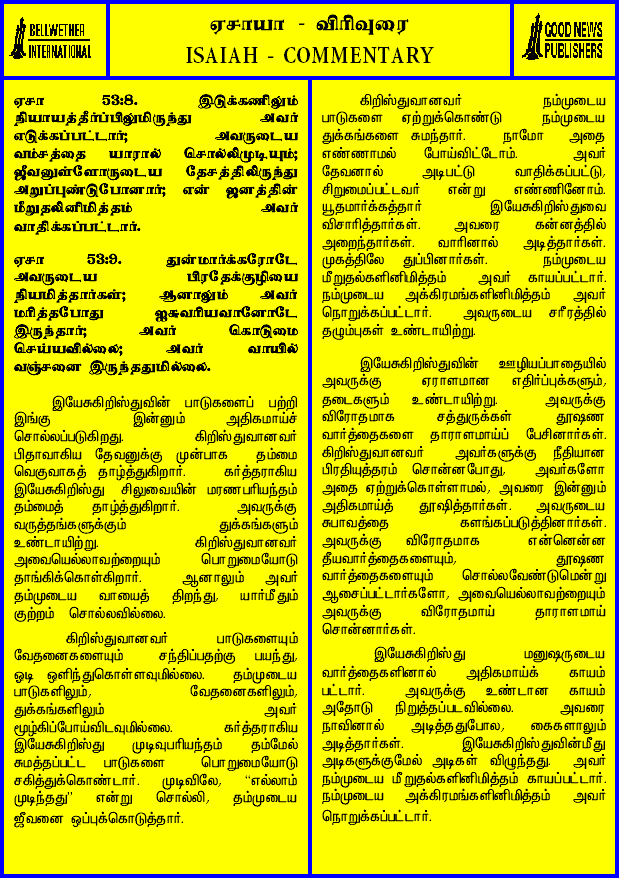 BELLWETHER
INTERNATIONAL
ஏசாயா - விரிவுரை
ISAIAH - COMMENTARY
GOOD NEWS
PUBLISHERS
ஏசா 53:8. இடுக்கணிலும்
நியாயத்தீர்ப்பிலுமிருந்து அவர்
எடுக்கப்பட்டார்; அவருடைய
வம்சத்தை யாரால் சொல்லிமுடியும்;
ஜீவனுள்ளோருடைய தேசத்திலிருந்து
அறுப்புண்டுபோனார்; என் ஜனத்தின்
மீறுதலினிமித்தம் அவர்
வாதிக்கப்பட்டார்.
ஏசா 53:9. துன்மார்க்கரோடே
அவருடைய பிரதேக்குழியை
நியமித்தார்கள்; ஆனாலும் அவர்
மரித்தபோது ஐசுவரியவானோடே
இருந்தார்; அவர் கொடுமை
செய்யவில்லை; அவர் வாயில்
வஞ்சனை இருந்ததுமில்லை.
இயேசுகிறிஸ்துவின் பாடுகளைப் பற்றி
இங்கு இன்னும் அதிகமாய்ச்
சொல்லப்படுகிறது. கிறிஸ்துவானவர்
பிதாவாகிய தேவனுக்கு முன்பாக தம்மை
வெகுவாகத் தாழ்த்துகிறார். கர்த்தராகிய
இயேசுகிறிஸ்து சிலுவையின் மரணபரியந்தம்
தம்மைத் தாழ்த்துகிறார். அவருக்கு
வருத்தங்களுக்கும் துக்கங்களும்
உண்டாயிற்று. கிறிஸ்துவானவர்
அவையெல்லாவற்றையும் பொறுமையோடு
தாங்கிக்கொள்கிறார். ஆனாலும் அவர்
தம்முடைய வாயைத் திறந்து, யார்மீதும்
குற்றம் சொல்லவில்லை.
கிறிஸ்துவானவர் பாடுகளையும்
வேதனைகளையும் சந்திப்பதற்கு பயந்து,
ஓடி ஒளிந்துகொள்ளவுமில்லை. தம்முடைய
பாடுகளிலும், வேதனைகளிலும்,
துக்கங்களிலும் அவர்
மூழ்கிப்போய்விடவுமில்லை. கர்த்தராகிய
இயேசுகிறிஸ்து முடிவுபரியந்தம் தம்மேல்
சுமத்தப்பட்ட பாடுகளை பொறுமையோடு
சகித்துக்கொண்டார். முடிவிலே, “எல்லாம்
முடிந்தது” என்று சொல்லி, தம்முடைய
ஜீவனை ஒப்புக்கொடுத்தார்.
கிறிஸ்துவானவர் நம்முடைய
பாடுகளை ஏற்றுக்கொண்டு நம்முடைய
துக்கங்களை சுமந்தார். நாமோ அதை
எண்ணாமல் போய்விட்டோம். அவர்
தேவனால் அடிபட்டு வாதிக்கப்பட்டு,
சிறுமைப்பட்டவர் என்று எண்ணினோம்.
யூதமார்க்கத்தார் இயேசுகிறிஸ்துவை
விசாரித்தார்கள். அவரை கன்னத்தில்
அறைந்தார்கள். வாரினால் அடித்தார்கள்.
முகத்திலே துப்பினார்கள். நம்முடைய
மீறுதல்களினிமித்தம் அவர் காயப்பட்டார்.
நம்முடைய அக்கிரமங்களினிமித்தம் அவர்
நொறுக்கப்பட்டார். அவருடைய சரீரத்தில்
தழும்புகள் உண்டாயிற்று.
இயேசுகிறிஸ்துவின் ஊழியப்பாதையில்
அவருக்கு ஏராளமான எதிர்ப்புக்களும்,
தடைகளும் உண்டாயிற்று. அவருக்கு
விரோதமாக சத்துருக்கள் தூஷண
வார்த்தைகளை தாராளமாய்ப் பேசினார்கள்.
கிறிஸ்துவானவர் அவர்களுக்கு நீதியான
பிரதியுத்தரம் சொன்னபோது, அவர்களோ
அதை ஏற்றுக்கொள்ளாமல், அவரை இன்னும்
அதிகமாய்த் தூஷித்தார்கள். அவருடைய
சுபாவத்தை களங்கப்படுத்தினார்கள்.
அவருக்கு விரோதமாக என்னென்ன
தீயவார்த்தைகளையும், தூஷண
வார்த்தைகளையும் சொல்லவேண்டுமென்று
ஆசைப்பட்டார்களோ, அவையெல்லாவற்றையும்
அவருக்கு விரோதமாய் தாராளமாய்
சொன்னார்கள்.
இயேசுகிறிஸ்து மனுஷருடைய
வார்த்தைகளினால் அதிகமாய்க் காயம்
பட்டார். அவருக்கு உண்டான காயம்
அதோடு நிறுத்தப்படவில்லை. அவரை
நாவினால் அடித்ததுபோல, கைகளாலும்
அடித்தார்கள். இயேசுகிறிஸ்துவின்மீது
அடிகளுக்குமேல் அடிகள் விழுந்தது. அவர்
நம்முடைய மீறுதல்களினிமித்தம் காயப்பட்டார்.
நம்முடைய அக்கிரமங்களினிமித்தம் அவர்
நொறுக்கப்பட்டார்.